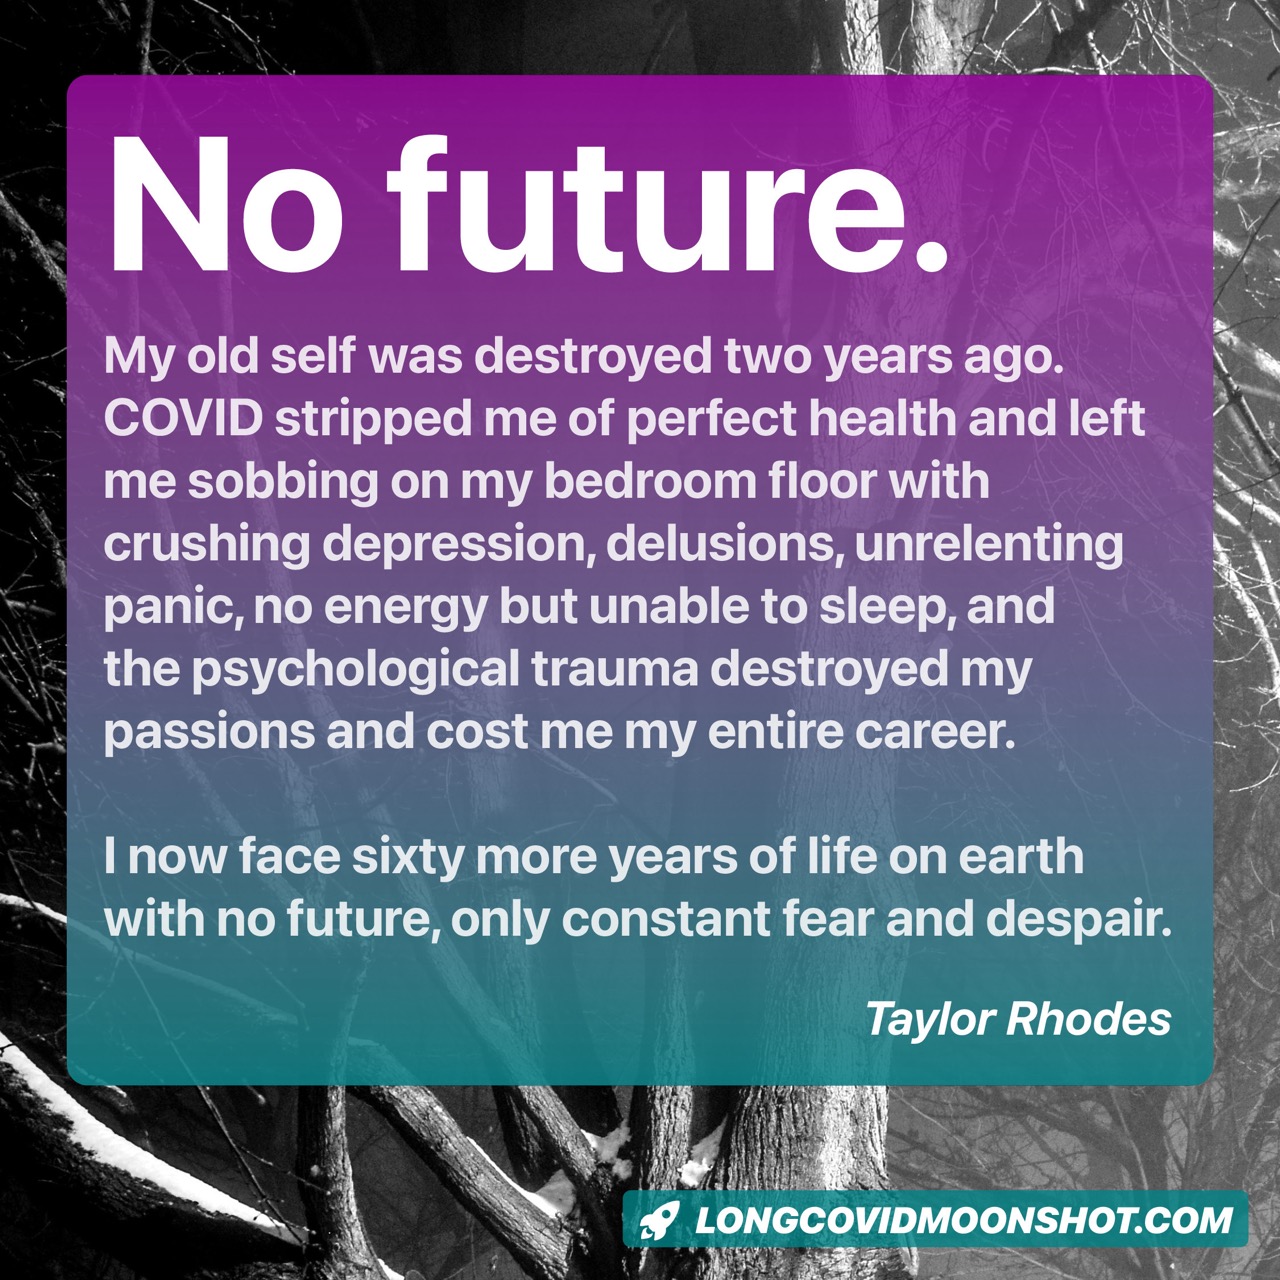 No future.
My old self was destroyed two years ago.
COVID stripped me of perfect health and left
me sobbing on my bedroom floor with
crushing depression, delusions, unrelenting
panic, no energy but unable to sleep, and
the psychological trauma destroyed my
passions and cost me my entire career.
I now face sixty more years of life on earth
with no future, only constant fear and despair.
Taylor Rhodes
LONGCOVIDMOONSHOT.COM